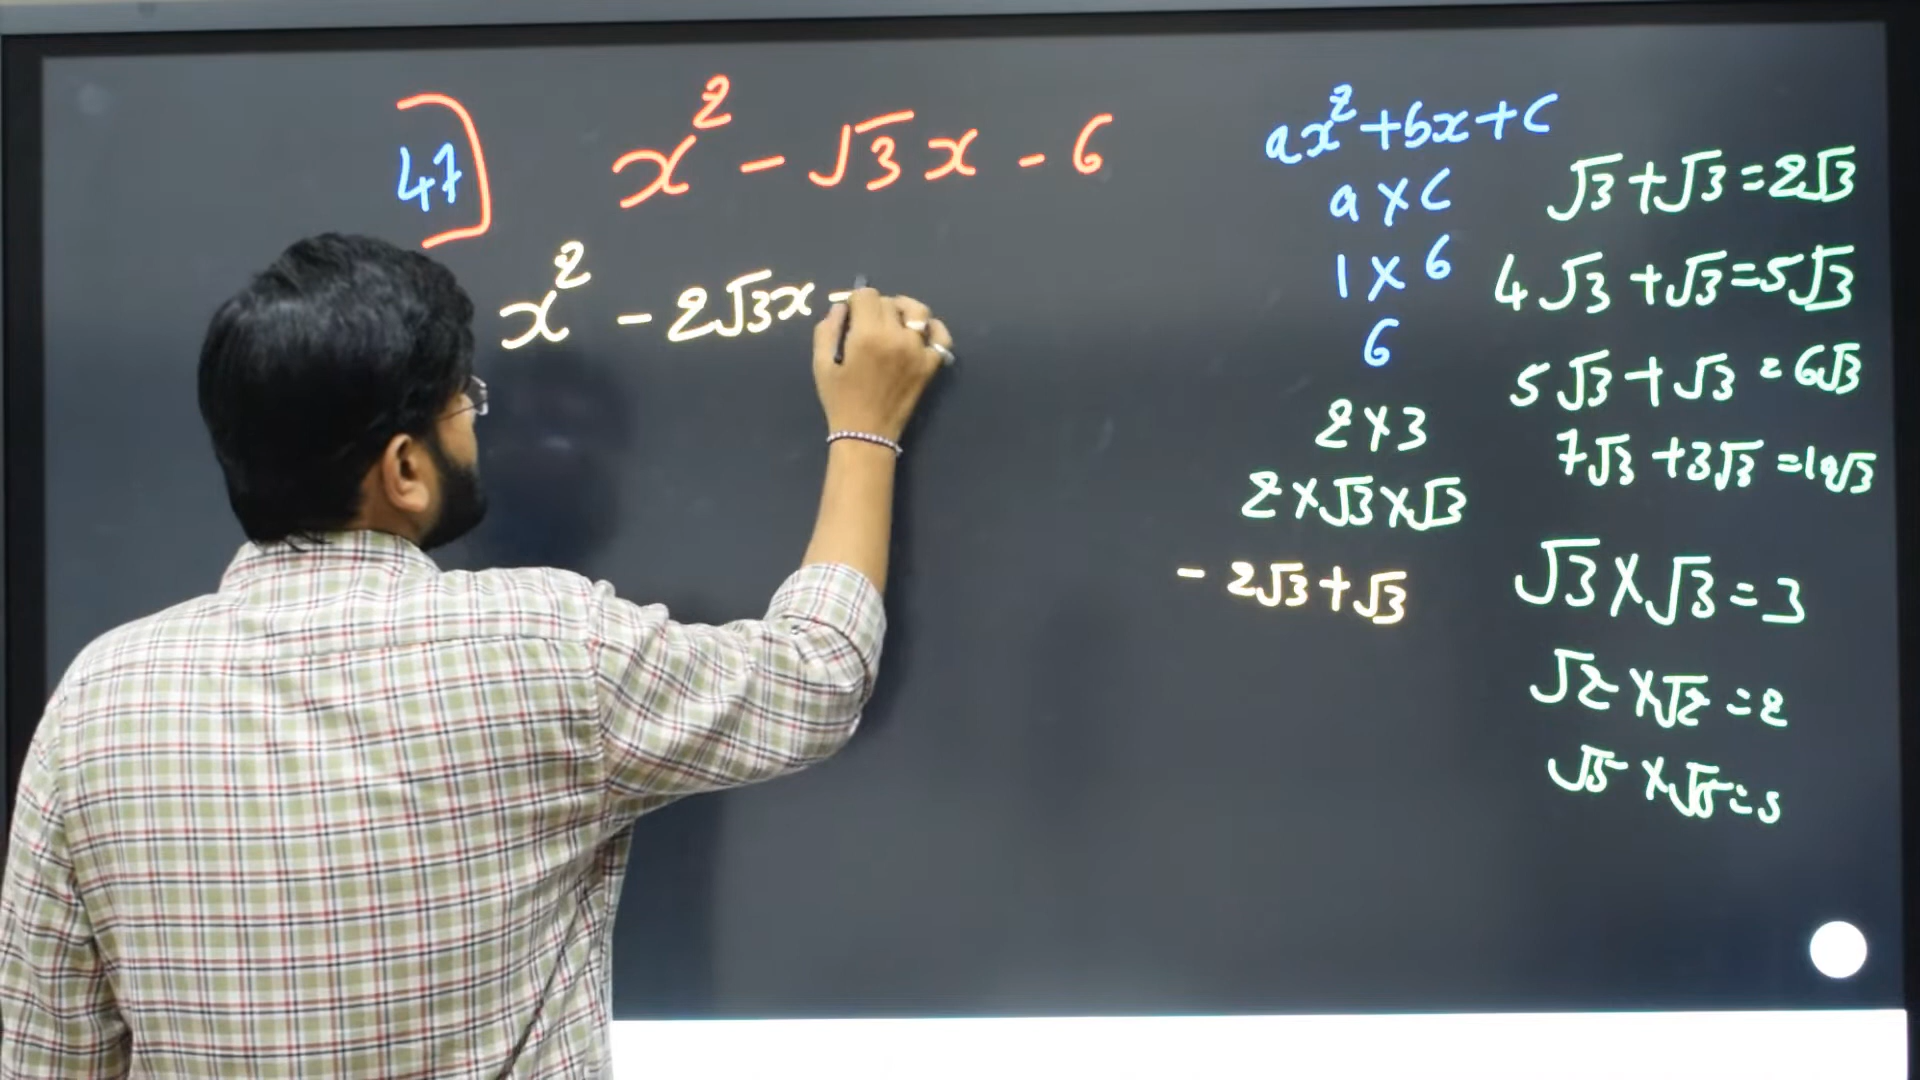 47] x² - √3x - 6
x² - 2√3x
ax² + bx + c
a × c
1 × 6
6
2 × 3
2 × √3 × √3
- 2√3 + √3
√3 + √3 = 2√3
4√3 + √3 = 5√3
5√3 + √3 = 6√3
7√3 + 3√3 = 10√3
√3 × √3 = 3
√2 × √2 = 2
√5 × √5 = 5